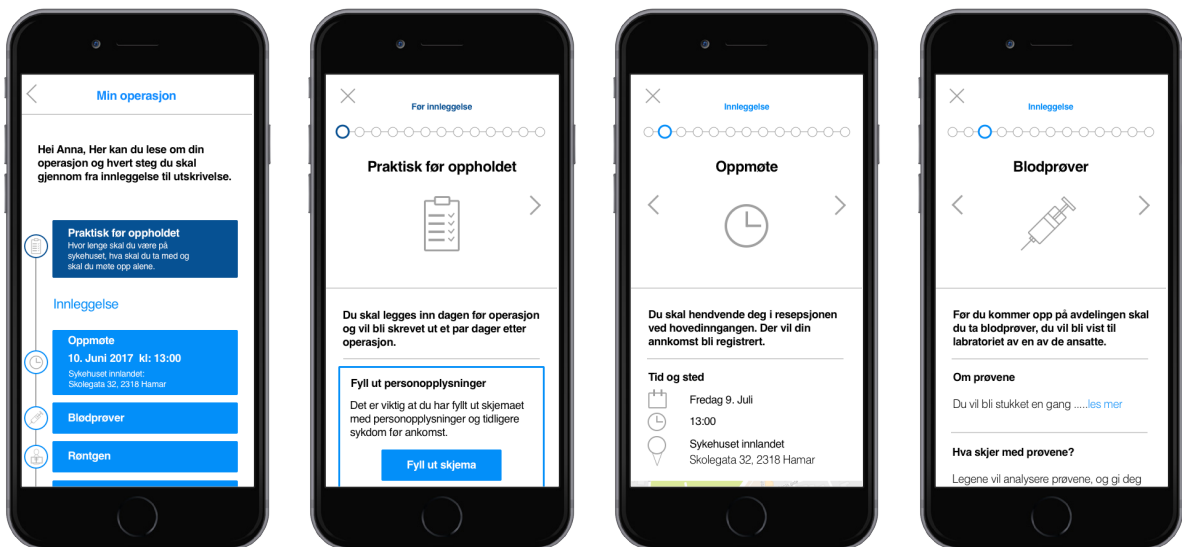 Min operasjon
Hei Anna, Her kan du lese om din
operasjon og hvert steg du skal
gjennom fra innleggelse til utskrivelse.
Praktisk før oppholdet
Hvor lenge skal du være på
sykehuset, hva skal du ta med og
skal du møte opp alene.
Innleggelse
Oppmøte
10. Juni 2017 kl: 13:00
Sykehuset innlandet:
Skolegata 32, 2318 Hamar
Blodprøver
Røntgen
Før innleggelse
Praktisk før oppholdet
Du skal legges inn dagen før operasjon
og vil bli skrevet ut et par dager etter
operasjon.
Fyll ut personopplysninger
Det er viktig at du har fyllt ut skjemaet
med personopplysninger og tidligere
sykdom før ankomst.
Fyll ut skjema
Innleggelse
Oppmøte
Du skal hendvende deg i resepsjonen
ved hovedinngangen. Der vil din
annkomst bli registrert.
Tid og sted
Fredag 9. Juli
13:00
Sykehuset innlandet
Skolegata 32, 2318 Hamar
Innleggelse
Blodprøver
Før du kommer opp på avdelingen skal
du ta blodprøver, du vil bli vist til
labratoriet av en av de ansatte.
Om prøvene
Du vil bli stukket en gang .....les mer
Hva skjer med prøvene?
Legene vil analysere prøvene, og gi deg